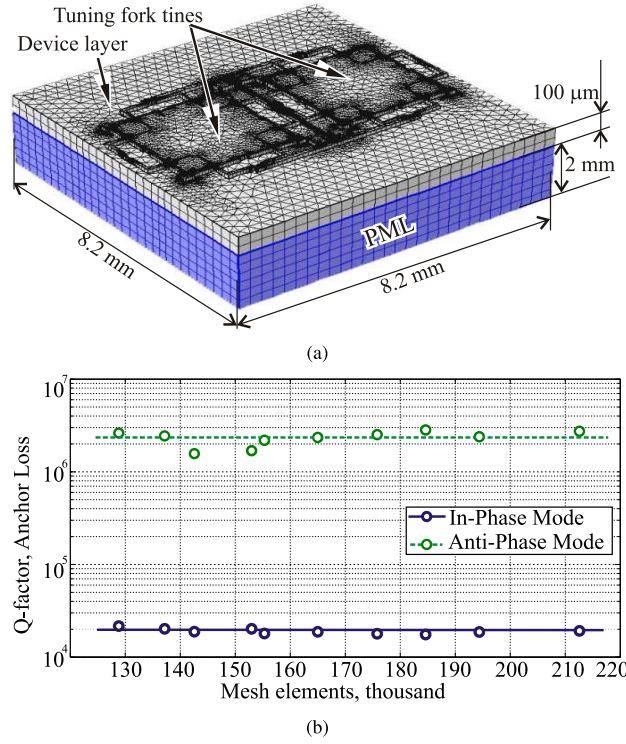 Tuning fork tines
Device layer
100 μm
2 mm
PML
8.2 mm
8.2 mm
(a)
10⁷
10⁶
10⁵
10⁴
Q-factor, Anchor Loss
In-Phase Mode
Anti-Phase Mode
130 140 150 160 170 180 190 200 210 220
Mesh elements, thousand
(b)